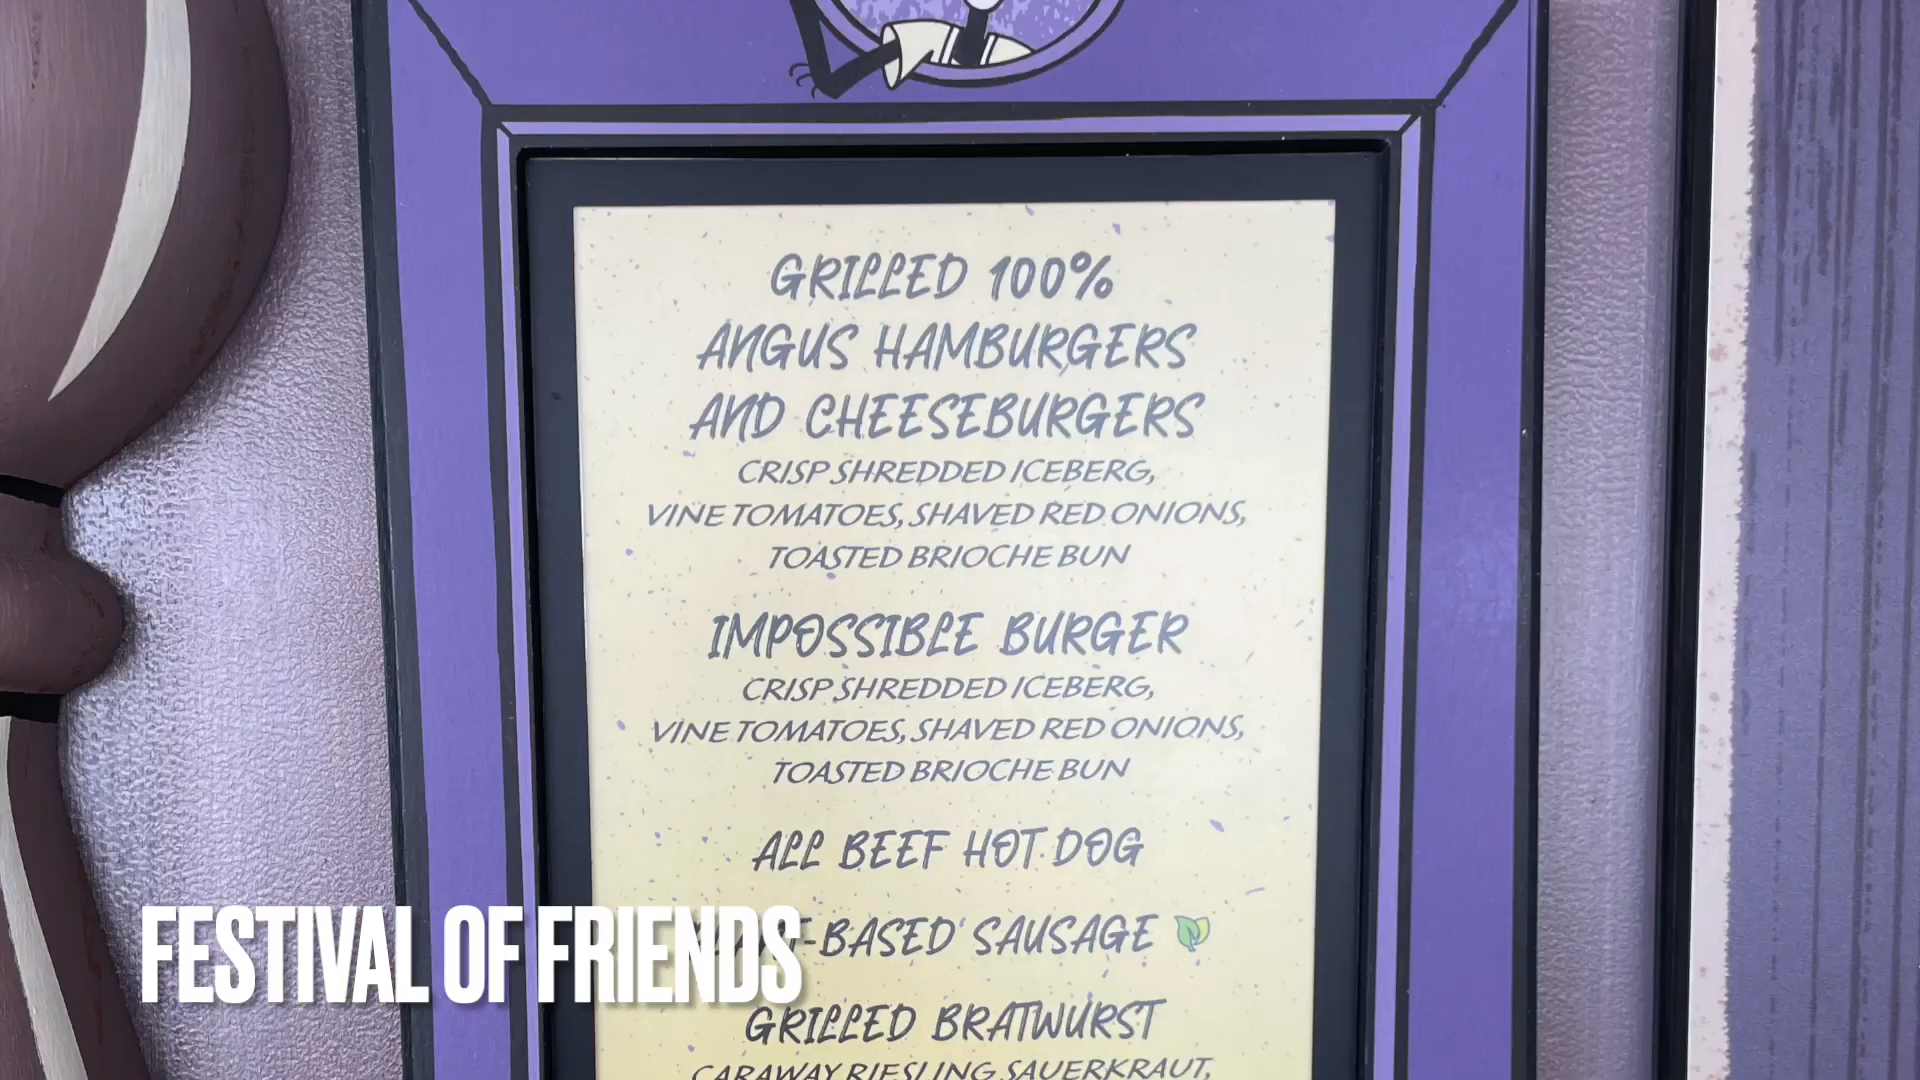 GRILLED 100%
ANGUS HAMBURGERS
AND CHEESEBURGERS
CRISP SHREDDED ICEBERG,
VINE TOMATOES, SHAVED RED ONIONS,
TOASTED BRIOCHE BUN
IMPOSSIBLE BURGER
CRISP SHREDDED ICEBERG,
VINE TOMATOES, SHAVED RED ONIONS,
TOASTED BRIOCHE BUN
ALL BEEF HOT DOG
-BASED SAUSAGE
GRILLED BRATWURST
CARAWAY RIESLING SAUERKRAUT,
FESTIVAL OF FRIENDS